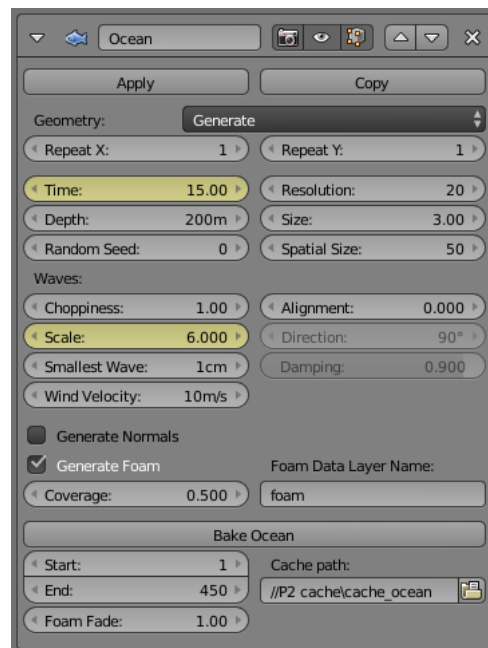 Ocean
Apply Copy
Geometry: Generate
Repeat X: 1 Repeat Y: 1
Time: 15.00 Resolution: 20
Depth: 200m Size: 3.00
Random Seed: 0 Spatial Size: 50
Waves:
Choppiness: 1.00 Alignment: 0.000
Scale: 6.000 Direction: 90°
Smallest Wave: 1cm Damping: 0.900
Wind Velocity: 10m/s
Generate Normals
Generate Foam Foam Data Layer Name:
Coverage: 0.500 foam
Bake Ocean
Start: 1 Cache path:
End: 450 //P2 cache\cache_ocean
Foam Fade: 1.00